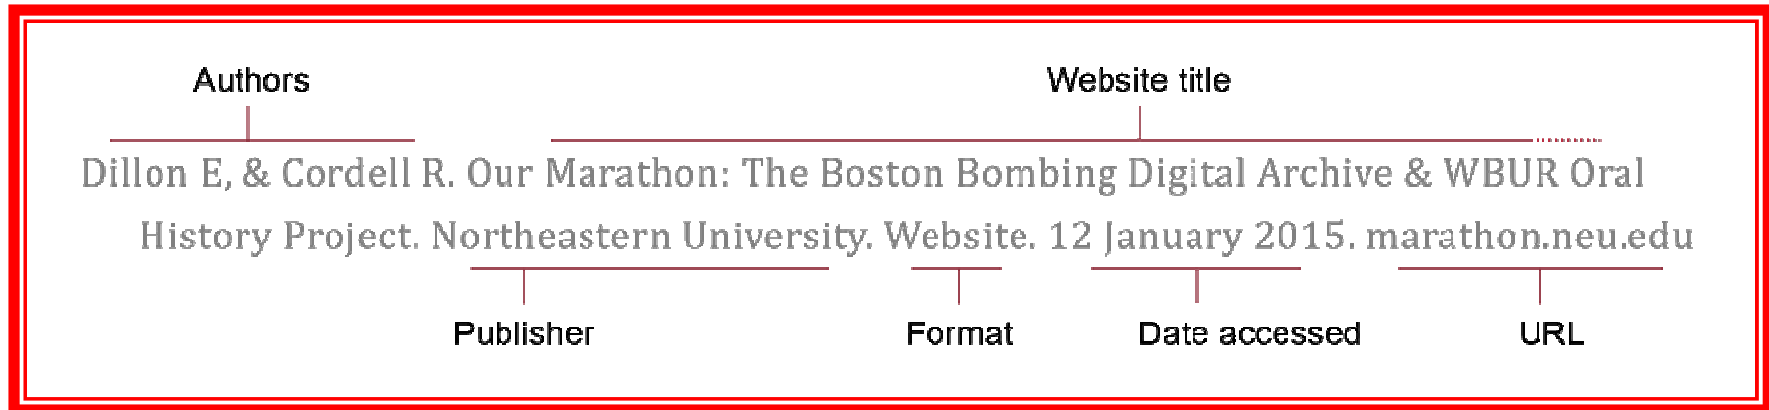 Authors Website title
Dillon E, & Cordell R. Our Marathon: The Boston Bombing Digital Archive & WBUR Oral
History Project. Northeastern University. Website. 12 January 2015. marathon.neu.edu
Publisher Format Date accessed URL